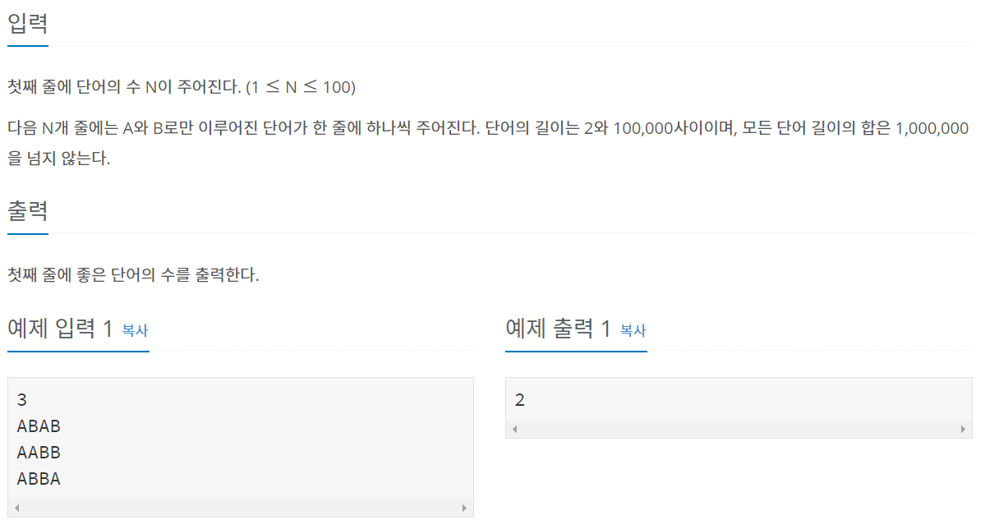 입력
첫째 줄에 단어의 수 N이 주어진다. (1 ≤ N ≤ 100)
다음 N개 줄에는 A와 B로만 이루어진 단어가 한 줄에 하나씩 주어진다. 단어의 길이는 2와 100,000사이이며, 모든 단어 길이의 합은 1,000,000
을 넘지 않는다.
출력
첫째 줄에 좋은 단어의 수를 출력한다.
예제 입력 1 복사
3
ABAB
AABB
ABBA
예제 출력 1 복사
2